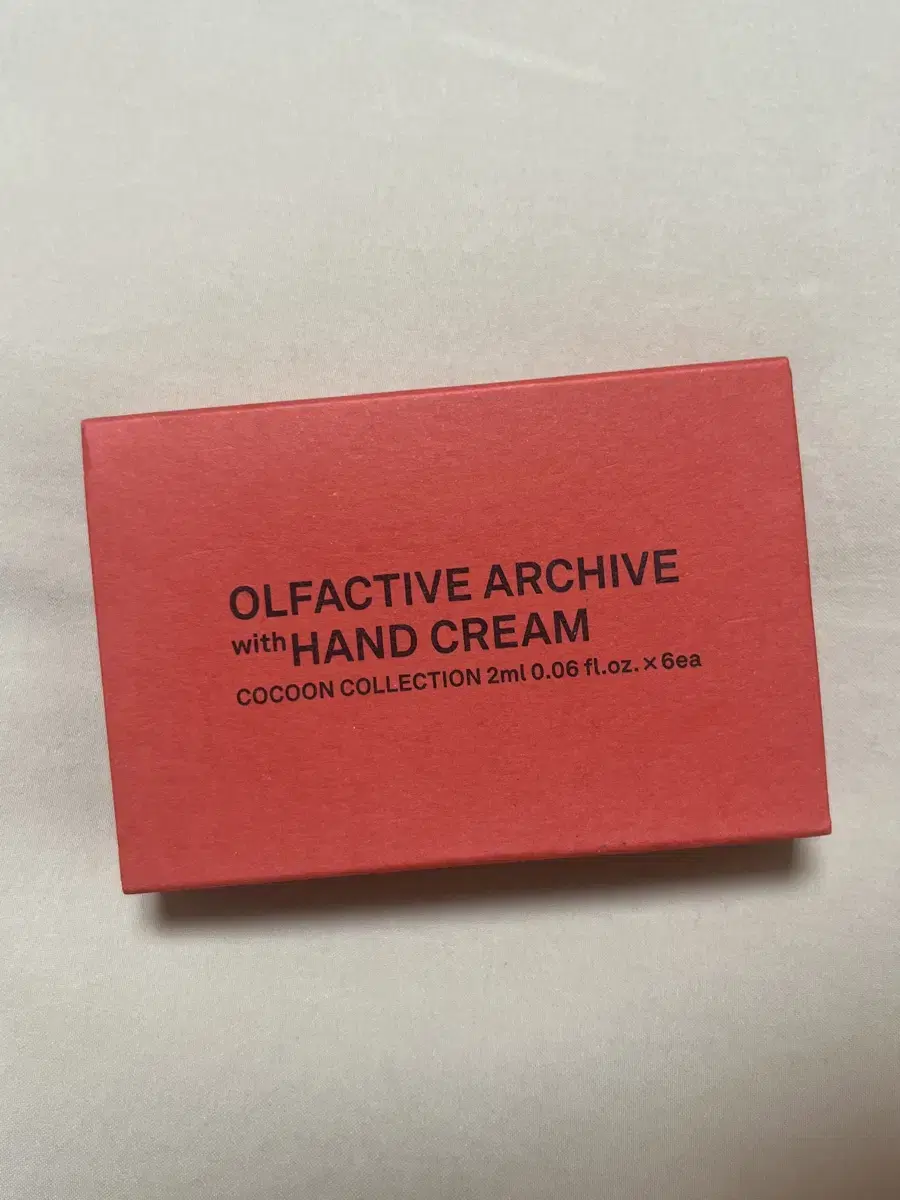 OLFACTIVE ARCHIVE
with HAND CREAM
COCOON COLLECTION 2ml 0.06 fl.oz. × 6ea